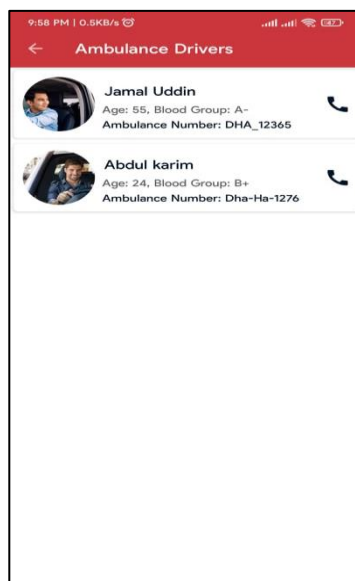 9:58 PM | 0.5KB/s
Ambulance Drivers
Jamal Uddin
Age: 55, Blood Group: A-
Ambulance Number: DHA_12365
Abdul karim
Age: 24, Blood Group: B+
Ambulance Number: Dha-Ha-1276